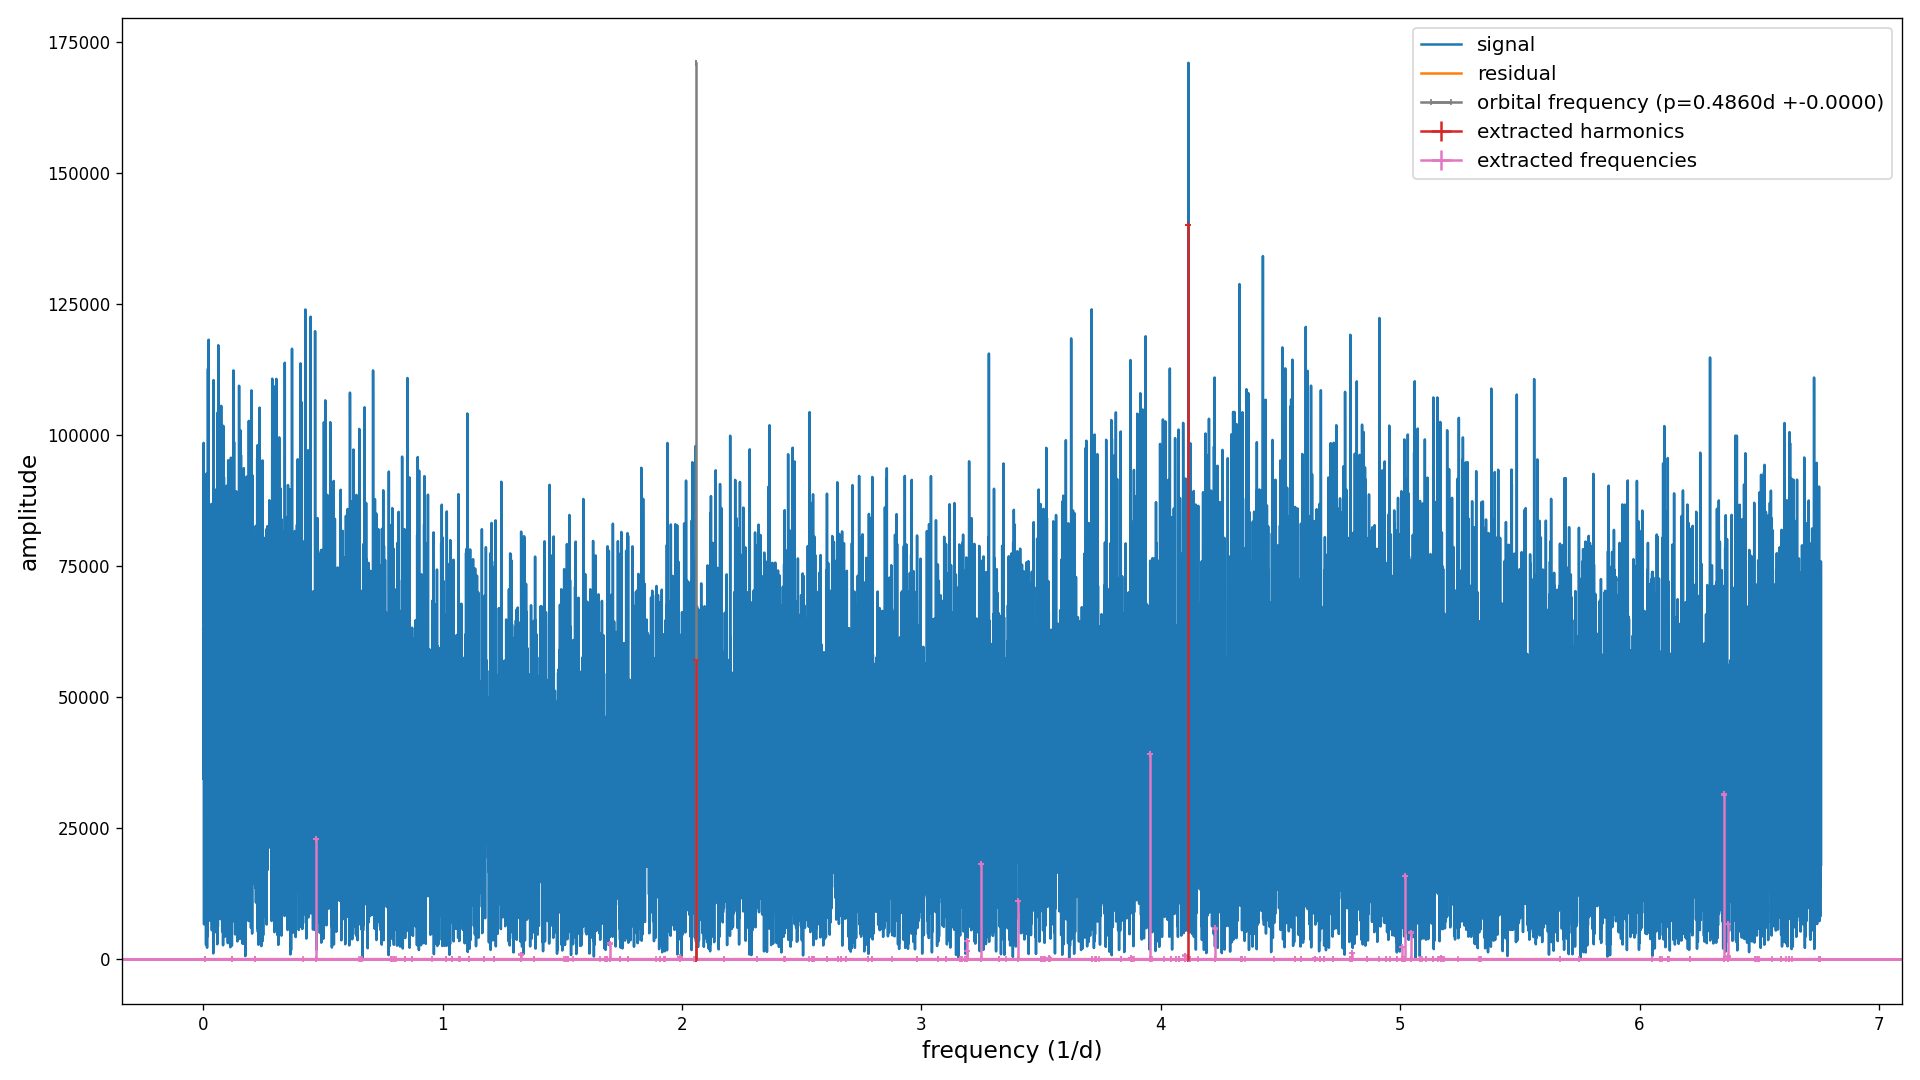 signal
residual
orbital frequency (p=0.4860d +-0.0000)
extracted harmonics
extracted frequencies
175000
150000
125000
100000
75000
50000
25000
0
amplitude
0 1 2 3 4 5 6 7
frequency (1/d)